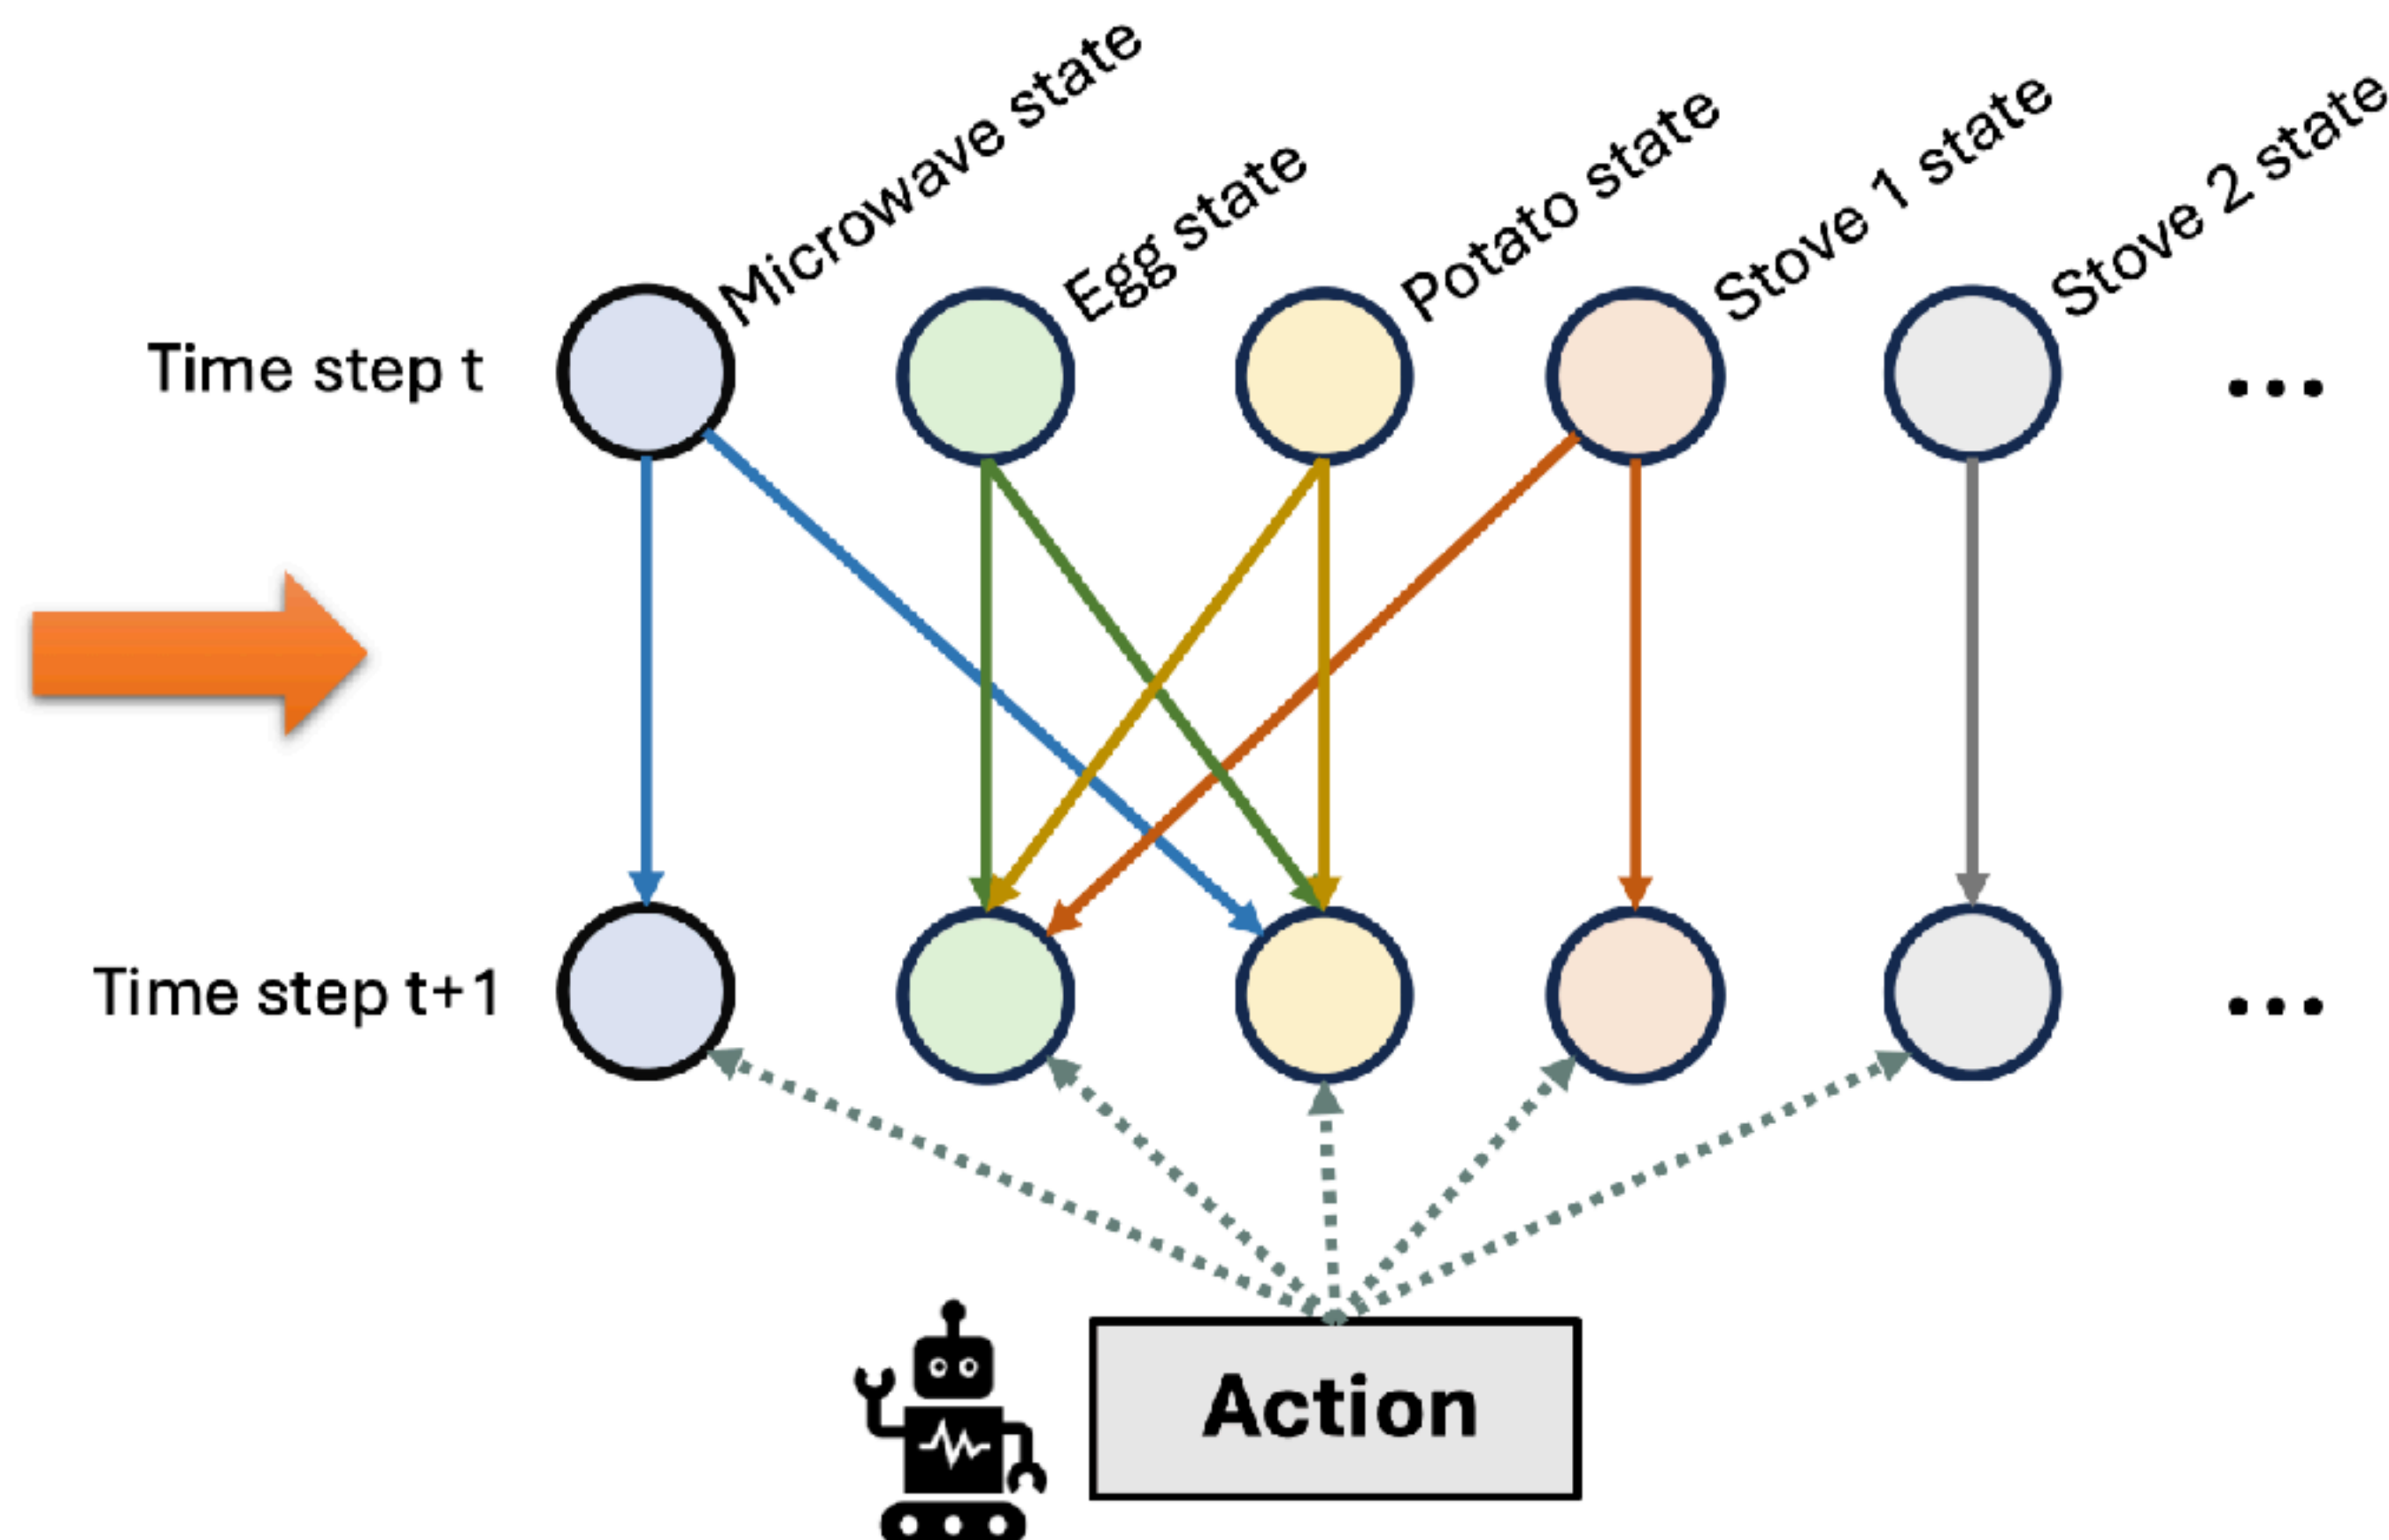 Microwave state
Egg state
Potato state
Stove 1 state
Stove 2 state
Time step t
...
Time step t+1
...
Action